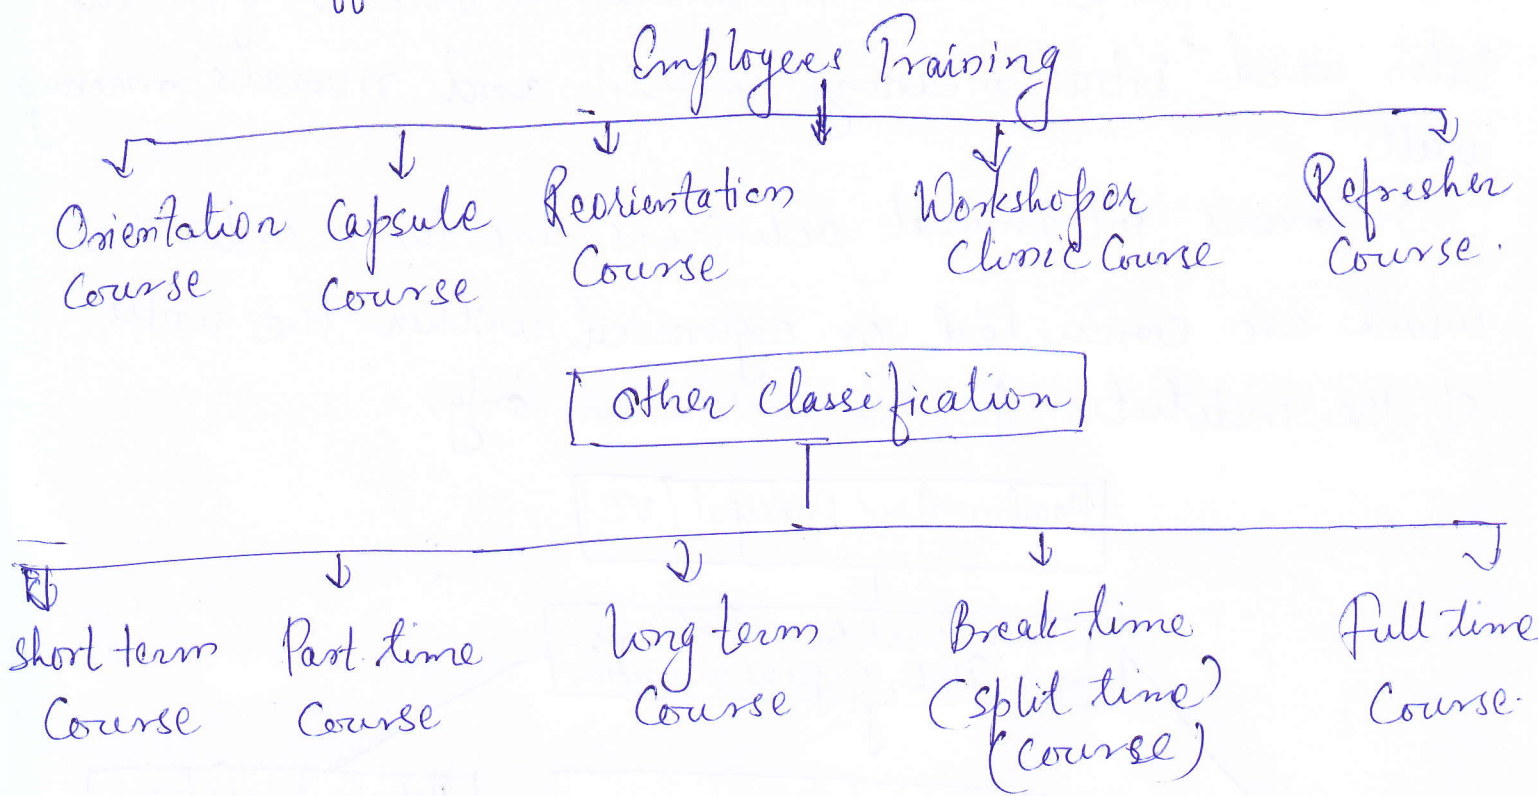 Employees Training
Orientation Course
Capsule Course
Reorientation Course
Workshop or Clinic Course
Refresher Course.
Other classification
Short term Course
Part time Course
Long term Course
Break time (Split time) (Course)
Full time Course.